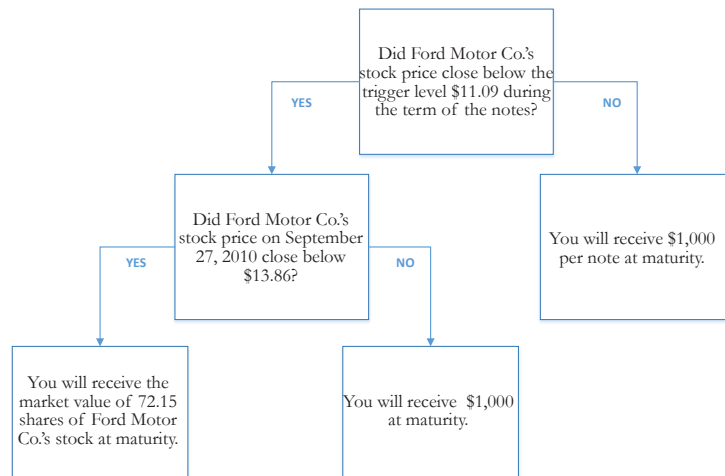 Did Ford Motor Co.'s
stock price close below the
trigger level $11.09 during
the term of the notes?
YES
NO
Did Ford Motor Co.'s
stock price on September
27, 2010 close below
$13.86?
You will receive $1,000
per note at maturity.
YES
NO
You will receive the
market value of 72.15
shares of Ford Motor
Co.'s stock at maturity.
You will receive $1,000
at maturity.